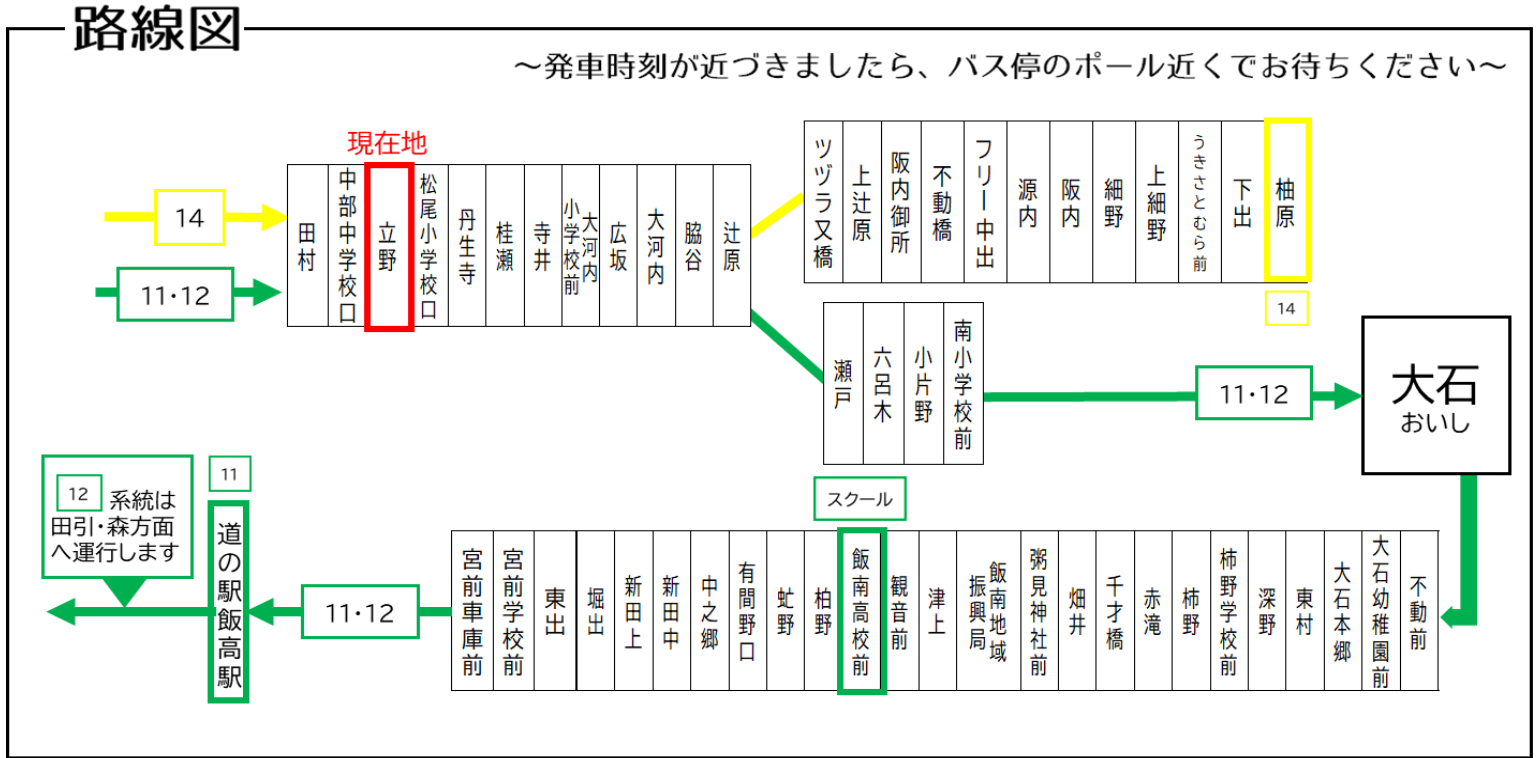 路線図
～発車時刻が近づきましたら、バス停のポール近くでお待ちください～
現在地
14
11・12
田村
中部中学校口
立野
松尾小学校口
丹生寺
桂瀬
寺井
大河内
小学校前
広坂
大河内
脇谷
辻原
ツヅラ又橋
上辻原
阪内御所
不動橋
フリー中出
源内
阪内
細野
上細野
うきさとむら前
下出
柚原
14
瀬戸
六呂木
小片野
南小学校前
11・12
大石
おいし
不動前
大石幼稚園前
大石本郷
東村
深野
柿野学校前
柿野
赤滝
千才橋
畑井
粥見神社前
飯南地域
振興局
津上
観音前
スクール
飯南高校前
柏野
虻野
有間野口
中之郷
新田中
新田上
堀出
東出
宮前学校前
宮前車庫前
11・12
11
道の駅飯高駅
12 系統は
田引・森方面
へ運行します